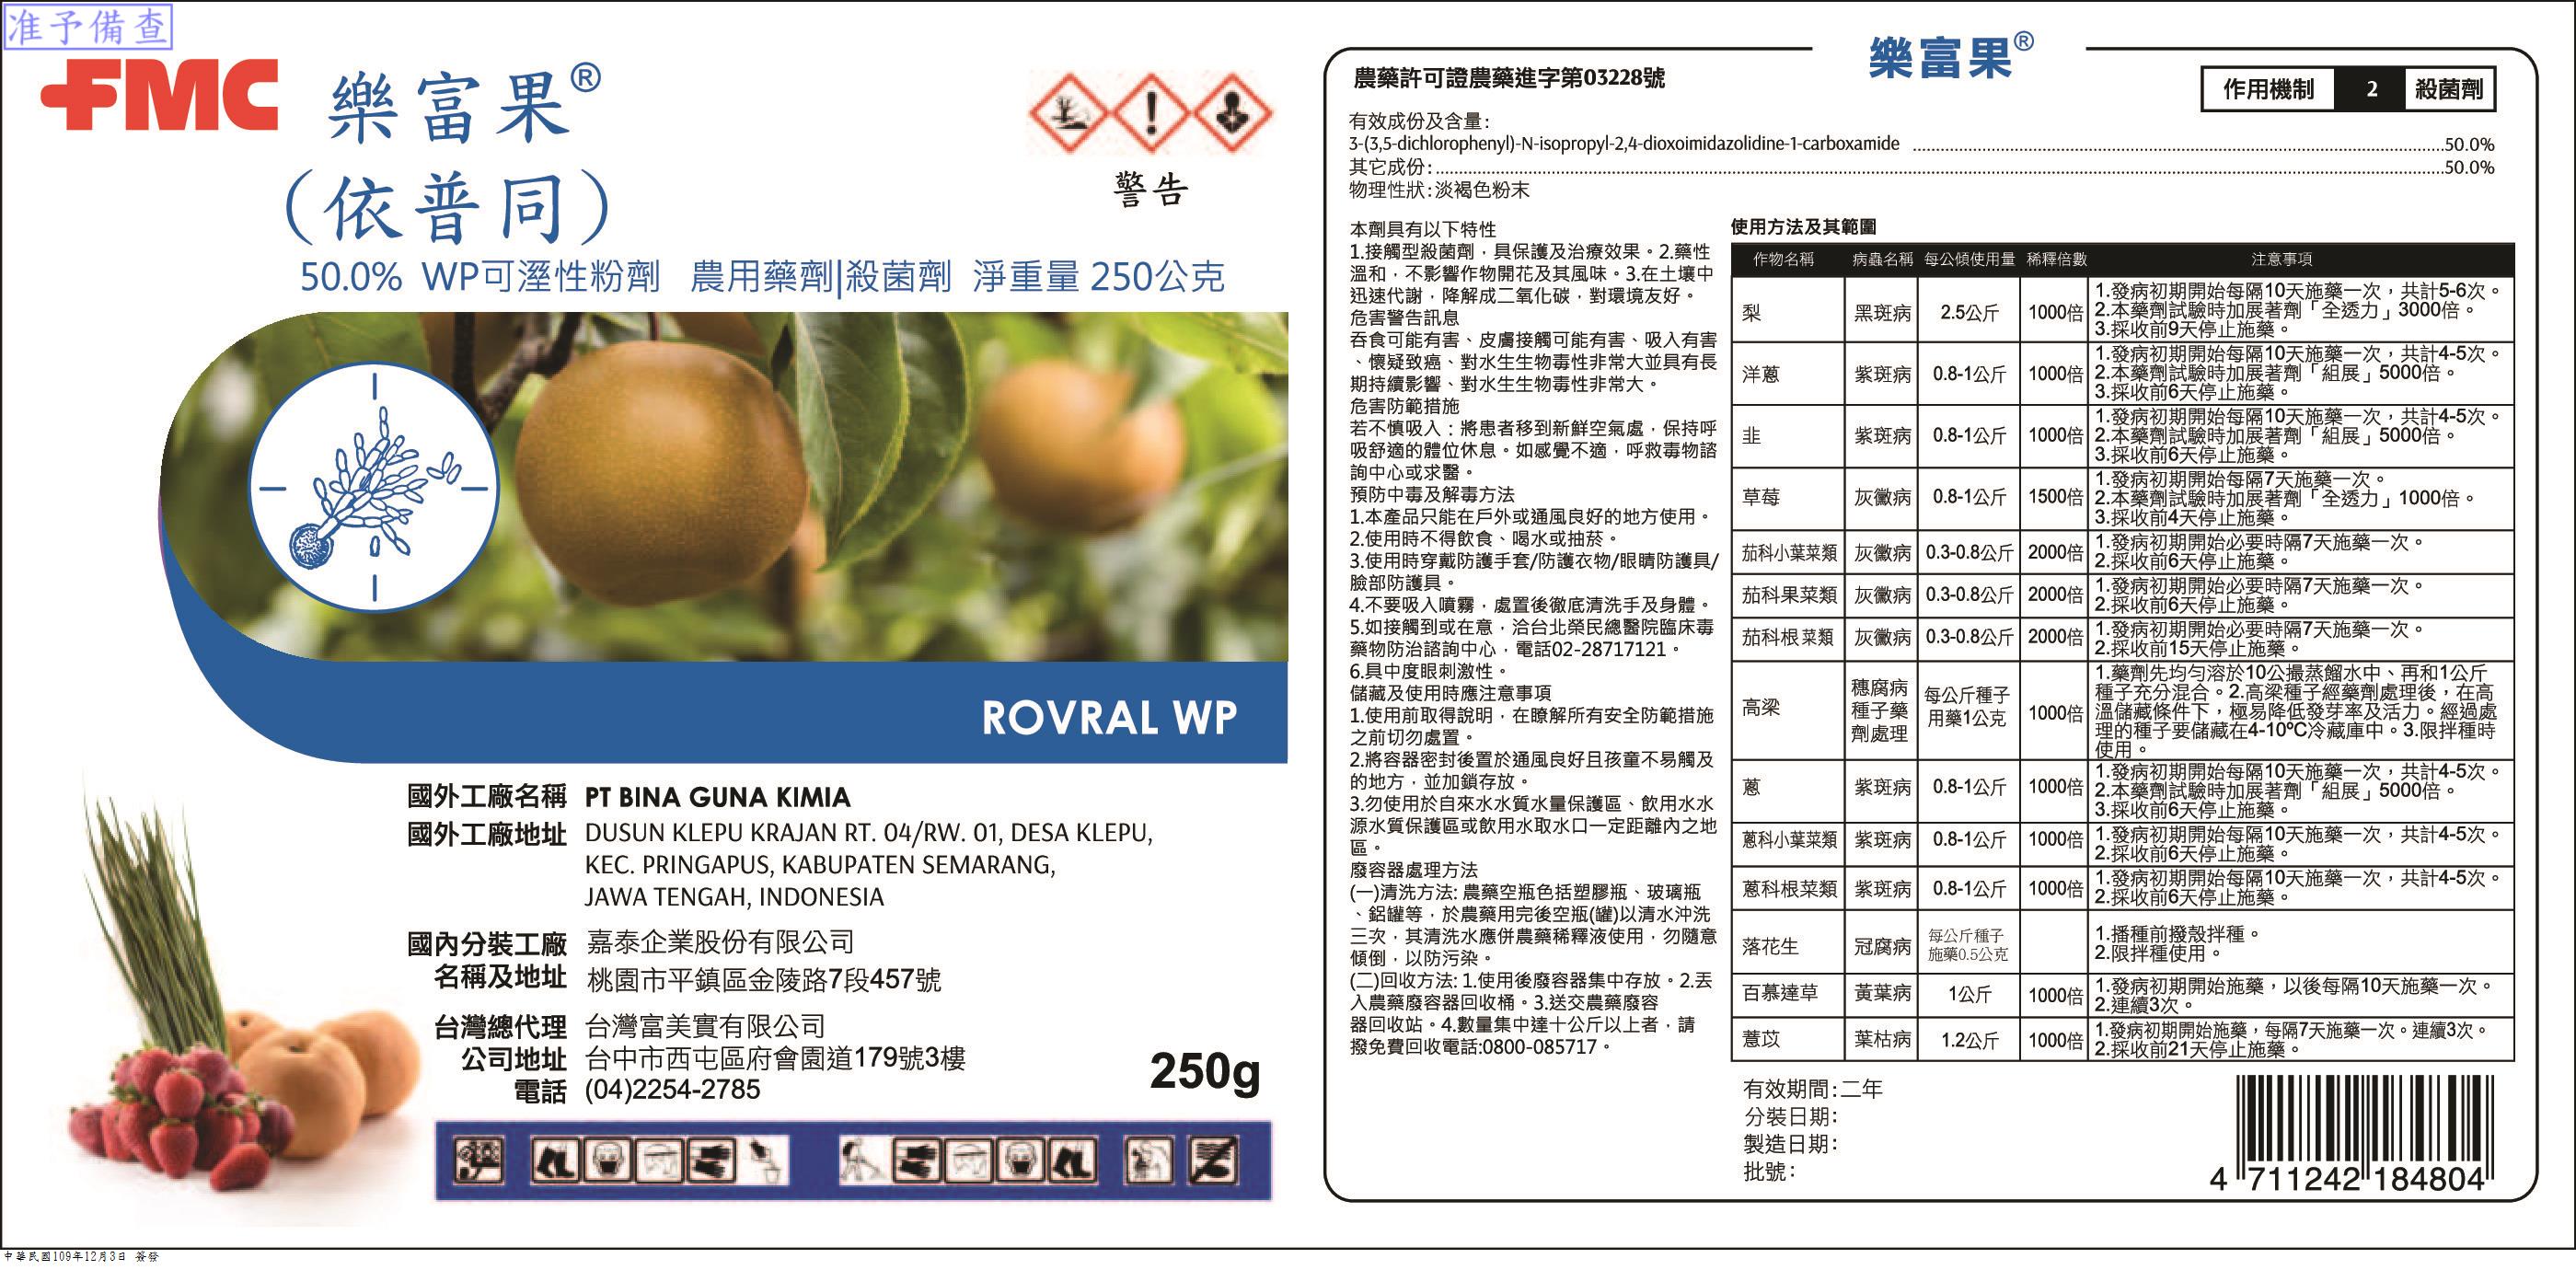 准予備查
FMC
樂富果®
（依普同）
警告
50.0% WP可溼性粉劑 農用藥劑|殺菌劑 淨重量 250公克
ROVRAL WP
國外工廠名稱 PT BINA GUNA KIMIA
國外工廠地址 DUSUN KLEPU KRAJAN RT. 04/RW. 01, DESA KLEPU,
KEC. PRINGAPUS, KABUPATEN SEMARANG,
JAWA TENGAH, INDONESIA
國內分裝工廠 嘉泰企業股份有限公司
名稱及地址 桃園市平鎮區金陵路7段457號
台灣總代理 台灣富美實有限公司
公司地址 台中市西屯區府會園道179號3樓
電話 (04)2254-2785
250g
樂富果®
農藥許可證農藥進字第03228號
作用機制 2 殺菌劑
有效成份及含量:
3-(3,5-dichlorophenyl)-N-isopropyl-2,4-dioxoimidazolidine-1-carboxamide 50.0%
其它成份: 50.0%
物理性狀:淡褐色粉末
本劑具有以下特性
1.接觸型殺菌劑，具保護及治療效果。2.藥性
溫和，不影響作物開花及其風味。3.在土壤中
迅速代謝，降解成二氧化碳，對環境友好。
危害警告訊息
吞食可能有害、皮膚接觸可能有害、吸入有害
、懷疑致癌、對水生生物毒性非常大並具有長
期持續影響、對水生生物毒性非常大。
危害防範措施
若不慎吸入：將患者移到新鮮空氣處，保持呼
吸舒適的體位休息。如感覺不適，呼救毒物諮
詢中心或求醫。
預防中毒及解毒方法
1.本產品只能在戶外或通風良好的地方使用。
2.使用時不得飲食、喝水或抽菸。
3.使用時穿戴防護手套/防護衣物/眼睛防護具/
臉部防護具。
4.不要吸入噴霧，處置後徹底清洗手及身體。
5.如接觸到或在意，洽台北榮民總醫院臨床毒
藥物防治諮詢中心，電話02-28717121。
6.具中度眼刺激性。
儲藏及使用時應注意事項
1.使用前取得說明，在瞭解所有安全防範措施
之前切勿處置。
2.將容器密封後置於通風良好且孩童不易觸及
的地方，並加鎖存放。
3.勿使用於自來水水質水量保護區、飲用水水
源水質保護區或飲用水取水口一定距離內之地
區。
廢容器處理方法
(一)清洗方法: 農藥空瓶色括塑膠瓶、玻璃瓶
、鋁罐等，於農藥用完後空瓶(罐)以清水沖洗
三次，其清洗水應併農藥稀釋液使用，勿隨意
傾倒，以防污染。
(二)回收方法: 1.使用後廢容器集中存放。2.丟
入農藥廢容器回收桶。3.送交農藥廢容
器回收站。4.數量集中達十公斤以上者，請
撥免費回收電話:0800-085717。
使用方法及其範圍
作物名稱 病蟲名稱 每公傾使用量 稀釋倍數 注意事項
梨 黑斑病 2.5公斤 1000倍 1.發病初期開始每隔10天施藥一次，共計5-6次。
2.本藥劑試驗時加展著劑「全透力」3000倍。
3.採收前9天停止施藥。
洋蔥 紫斑病 0.8-1公斤 1000倍 1.發病初期開始每隔10天施藥一次，共計4-5次。
2.本藥劑試驗時加展著劑「組展」5000倍。
3.採收前6天停止施藥。
韭 紫斑病 0.8-1公斤 1000倍 1.發病初期開始每隔10天施藥一次，共計4-5次。
2.本藥劑試驗時加展著劑「組展」5000倍。
3.採收前6天停止施藥。
草莓 灰黴病 0.8-1公斤 1500倍 1.發病初期開始每隔7天施藥一次。
2.本藥劑試驗時加展著劑「全透力」1000倍。
3.採收前4天停止施藥。
茄科小葉菜類 灰黴病 0.3-0.8公斤 2000倍 1.發病初期開始必要時隔7天施藥一次。
2.採收前6天停止施藥。
茄科果菜類 灰黴病 0.3-0.8公斤 2000倍 1.發病初期開始必要時隔7天施藥一次。
2.採收前6天停止施藥。
茄科根菜類 灰黴病 0.3-0.8公斤 2000倍 1.發病初期開始必要時隔7天施藥一次。
2.採收前15天停止施藥。
高梁 穗腐病種子藥劑處理 每公斤種子用藥1公克 1000倍 1.藥劑先均勻溶於10公撮蒸餾水中、再和1公斤
種子充分混合。2.高梁種子經藥劑處理後，在高
溫儲藏條件下，極易降低發芽率及活力。經過處
理的種子要儲藏在4-10ºC冷藏庫中。3.限拌種時
使用。
蔥 紫斑病 0.8-1公斤 1000倍 1.發病初期開始每隔10天施藥一次，共計4-5次。
2.本藥劑試驗時加展著劑「組展」5000倍。
3.採收前6天停止施藥。
蔥科小葉菜類 紫斑病 0.8-1公斤 1000倍 1.發病初期開始每隔10天施藥一次，共計4-5次。
2.採收前6天停止施藥。
蔥科根菜類 紫斑病 0.8-1公斤 1000倍 1.發病初期開始每隔10天施藥一次，共計4-5次。
2.採收前6天停止施藥。
落花生 冠腐病 每公斤種子施藥0.5公克 1.播種前撥殼拌種。
2.限拌種使用。
百慕達草 黃葉病 1公斤 1000倍 1.發病初期開始施藥，以後每隔10天施藥一次。
2.連續3次。
薏苡 葉枯病 1.2公斤 1000倍 1.發病初期開始施藥，每隔7天施藥一次。連續3次。
2.採收前21天停止施藥。
有效期間:二年
分裝日期:
製造日期:
批號:
4 711242 184804
中華民國109年12月3日 簽發